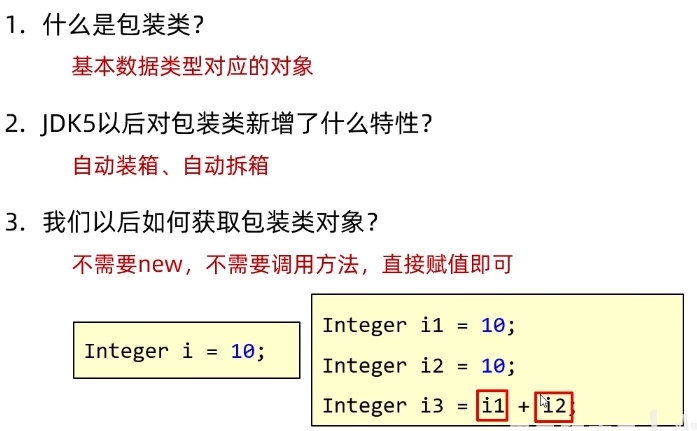 1. 什么是包装类？
基本数据类型对应的对象
2. JDK5以后对包装类新增了什么特性？
自动装箱、自动拆箱
3. 我们以后如何获取包装类对象？
不需要new，不需要调用方法，直接赋值即可
Integer i = 10;
Integer i1 = 10;
Integer i2 = 10;
Integer i3 = i1 + i2;